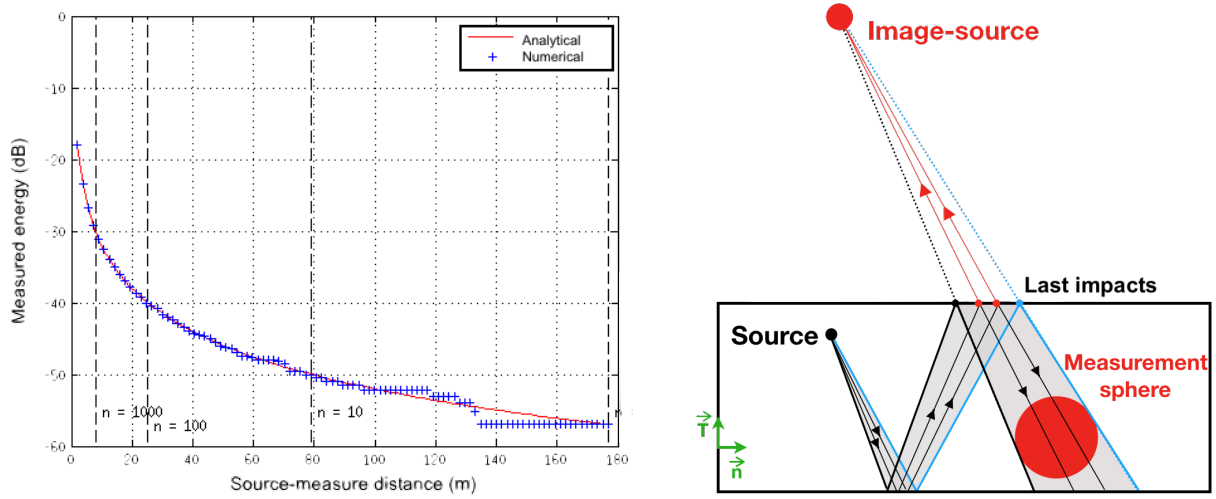 0
-10
-20
-30
-40
-50
-60
Measured energy (dB)
Analytical
Numerical
n = 1000
n = 100
n = 10
0
20
40
60
80
100
120
140
160
180
Source-measure distance (m)
Image-source
Last impacts
Source
Measurement
sphere
T
n